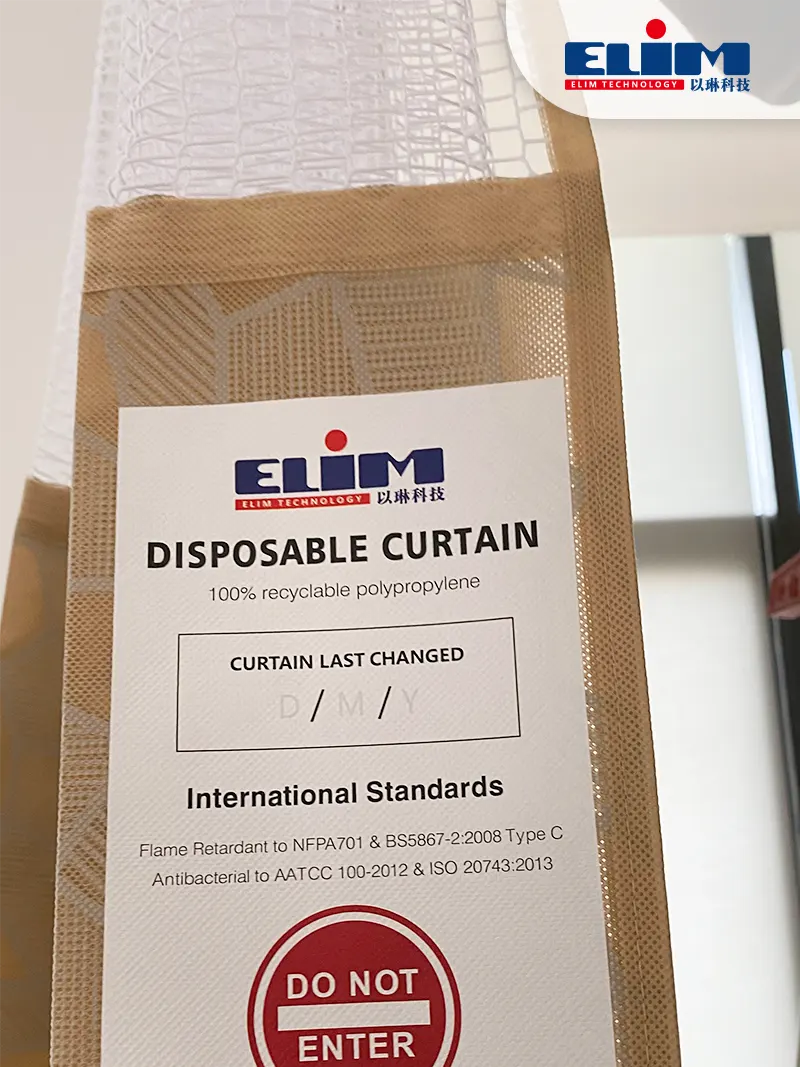 ELIM
ELIM TECHNOLOGY 以琳科技
ELIM
ELIM TECHNOLOGY 以琳科技
DISPOSABLE CURTAIN
100% recyclable polypropylene
CURTAIN LAST CHANGED
D / M / Y
International Standards
Flame Retardant to NFPA701 & BS5867-2:2008 Type C
Antibacterial to AATCC 100-2012 & ISO 20743:2013
DO NOT
ENTER